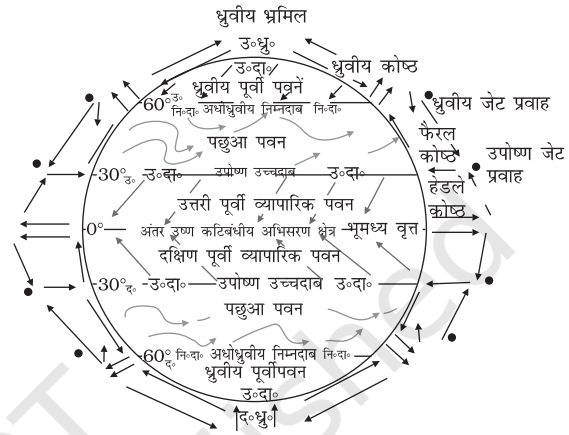 ध्रुवीय भ्रमिल
उ॰ध्रु॰
उ॰दा॰
ध्रुवीय कोष्ठ
ध्रुवीय पूर्वी पवनें
60°उ॰
नि॰दा॰ अधोध्रुवीय निम्नदाब नि॰दा॰
ध्रुवीय जेट प्रवाह
पछुआ पवन
फैरल
कोष्ठ
उपोष्ण जेट
प्रवाह
30°उ॰ उ॰दा॰ उपोष्ण उच्चदाब उ॰दा॰
हेडले
कोष्ठ
उत्तरी पूर्वी व्यापारिक पवन
0° अंतर उष्ण कटिबंधीय अभिसरण क्षेत्र भूमध्य वृत्त
दक्षिण पूर्वी व्यापारिक पवन
30°द॰ उ॰दा॰ उपोष्ण उच्चदाब उ॰दा॰
पछुआ पवन
60°द॰ नि॰दा॰ अधोध्रुवीय निम्नदाब नि॰दा॰
ध्रुवीय पूर्वीपवन
उ॰दा॰
द॰ध्रु॰